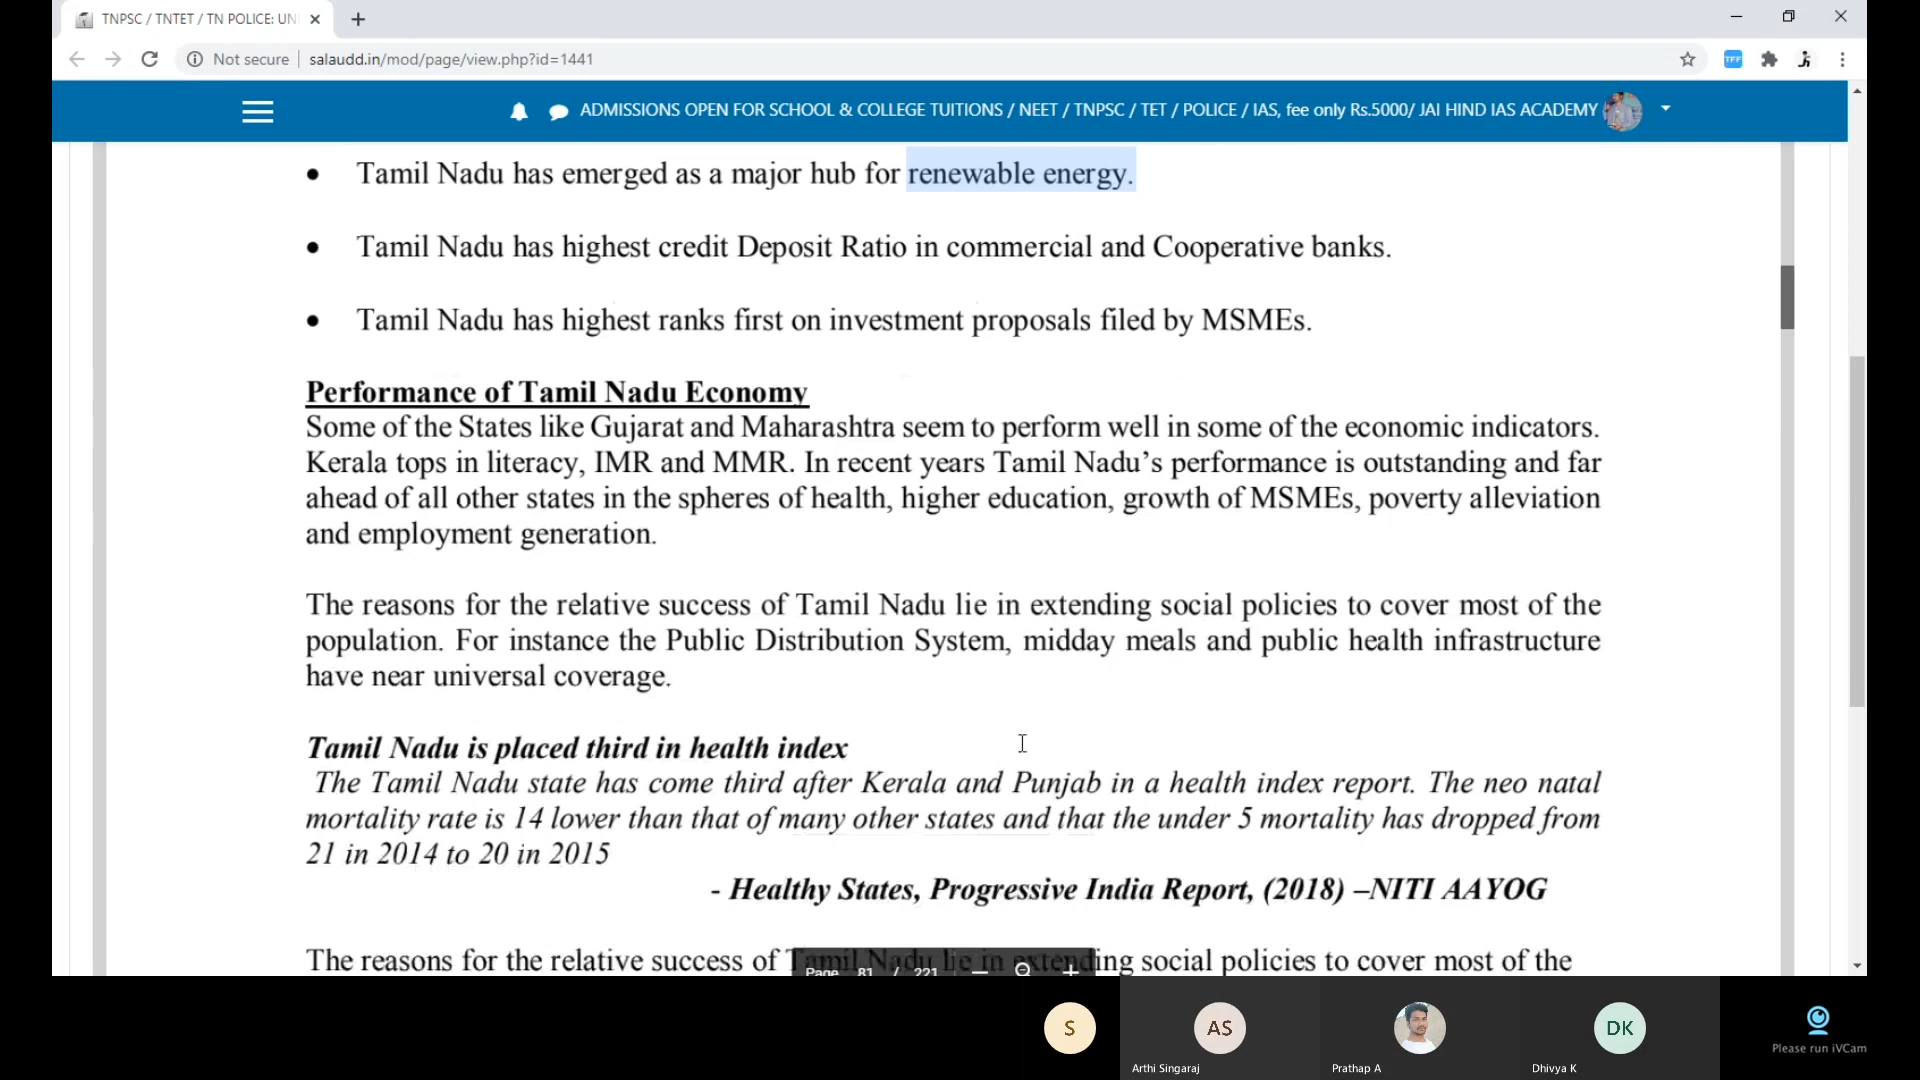 TNPSC / TNTET / TN POLICE: UNI
Not secure
salaudd.in/mod/page/view.php?id=1441
TFF
ADMISSIONS OPEN FOR SCHOOL & COLLEGE TUITIONS / NEET / TNPSC / TET / POLICE / IAS, fee only Rs.5000/ JAI HIND IAS ACADEMY
• Tamil Nadu has emerged as a major hub for renewable energy.
• Tamil Nadu has highest credit Deposit Ratio in commercial and Cooperative banks.
• Tamil Nadu has highest ranks first on investment proposals filed by MSMEs.
Performance of Tamil Nadu Economy
Some of the States like Gujarat and Maharashtra seem to perform well in some of the economic indicators.
Kerala tops in literacy, IMR and MMR. In recent years Tamil Nadu's performance is outstanding and far
ahead of all other states in the spheres of health, higher education, growth of MSMEs, poverty alleviation
and employment generation.
The reasons for the relative success of Tamil Nadu lie in extending social policies to cover most of the
population. For instance the Public Distribution System, midday meals and public health infrastructure
have near universal coverage.
Tamil Nadu is placed third in health index
The Tamil Nadu state has come third after Kerala and Punjab in a health index report. The neo natal
mortality rate is 14 lower than that of many other states and that the under 5 mortality has dropped from
21 in 2014 to 20 in 2015
- Healthy States, Progressive India Report, (2018) –NITI AAYOG
The reasons for the relative success of Tamil Nadu lie in extending social policies to cover most of the
Page 81 / 221
S
AS
DK
Arthi Singaraj
Prathap A
Dhivya K
Please run iVCam